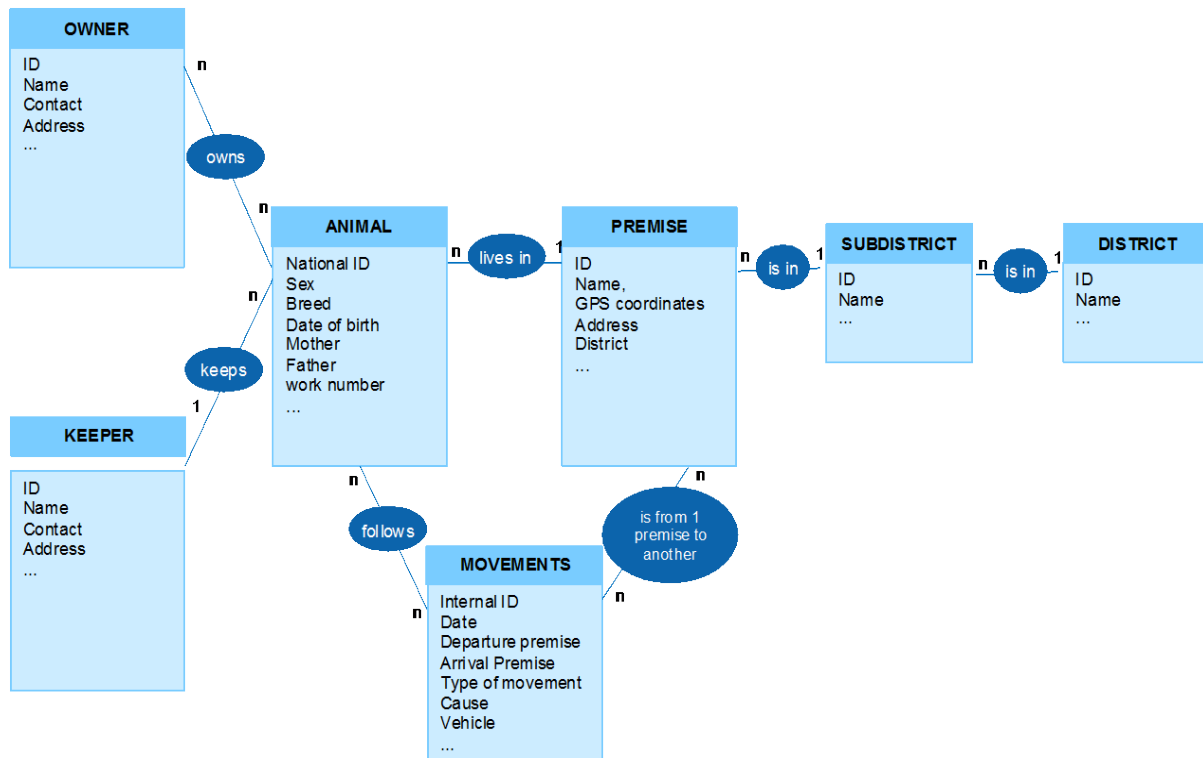 OWNER
ID
Name
Contact
Address
...
n
owns
n
ANIMAL
National ID
Sex
Breed
Date of birth
Mother
Father
work number
...
n
lives in
1
PREMISE
ID
Name,
GPS coordinates
Address
District
...
n
is in
1
SUBDISTRICT
ID
Name
...
n
is in
1
DISTRICT
ID
Name
...
n
keeps
1
KEEPER
ID
Name
Contact
Address
...
n
follows
n
MOVEMENTS
Internal ID
Date
Departure premise
Arrival Premise
Type of movement
Cause
Vehicle
...
n
is from 1
premise to
another
n